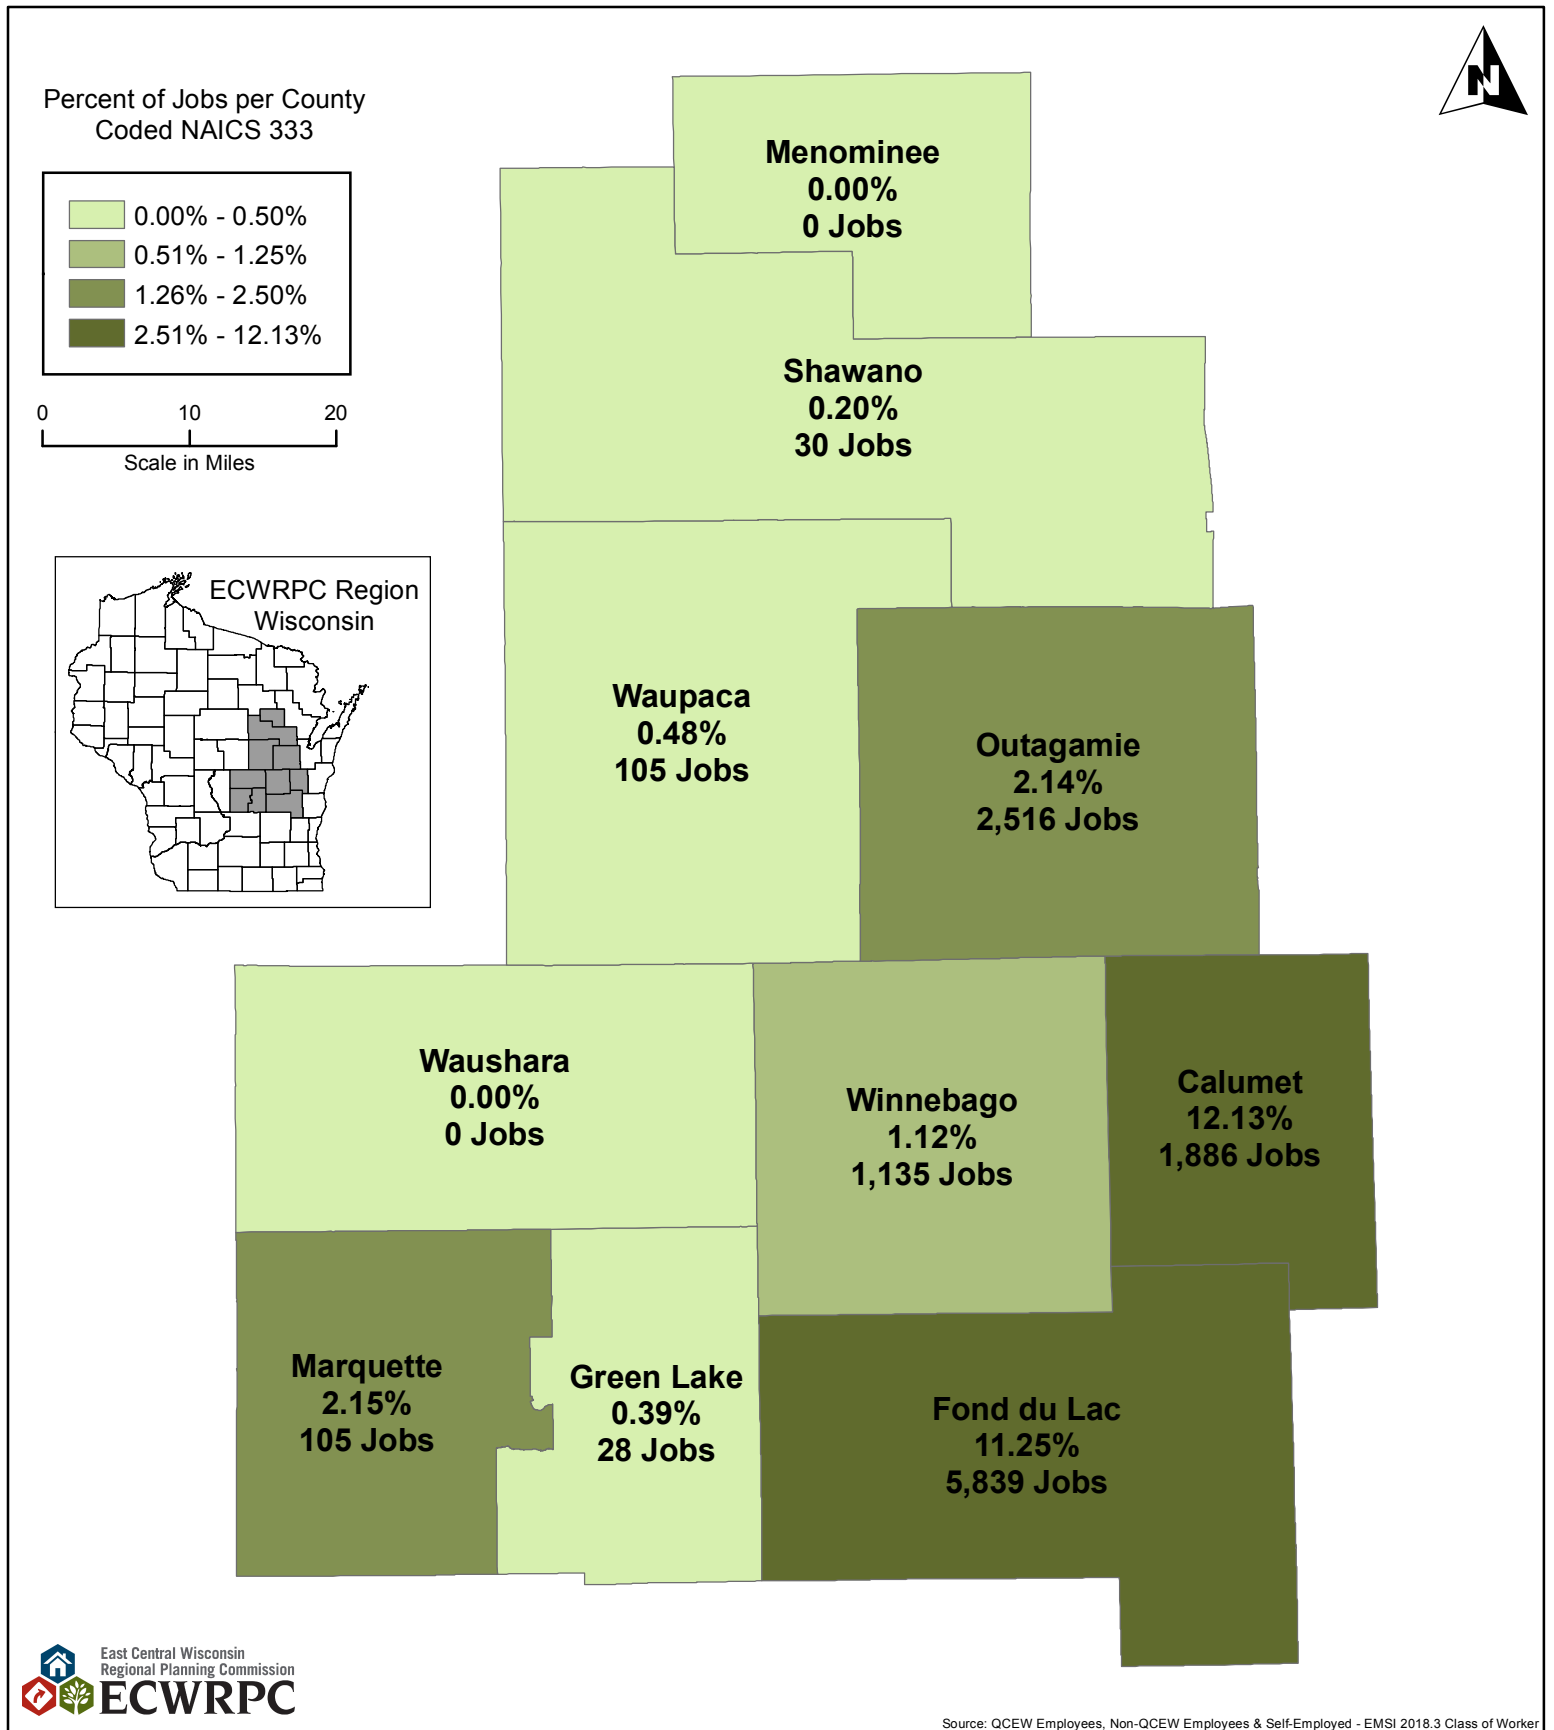 Percent of Jobs per County
Coded NAICS 333
0.00% - 0.50%
0.51% - 1.25%
1.26% - 2.50%
2.51% - 12.13%
0 10 20
Scale in Miles
ECWRPC Region
Wisconsin
N
Menominee
0.00%
0 Jobs
Shawano
0.20%
30 Jobs
Waupaca
0.48%
105 Jobs
Outagamie
2.14%
2,516 Jobs
Waushara
0.00%
0 Jobs
Winnebago
1.12%
1,135 Jobs
Calumet
12.13%
1,886 Jobs
Marquette
2.15%
105 Jobs
Green Lake
0.39%
28 Jobs
Fond du Lac
11.25%
5,839 Jobs
East Central Wisconsin
Regional Planning Commission
ECWRPC
Source: QCEW Employees, Non-QCEW Employees & Self-Employed - EMSI 2018.3 Class of Worker